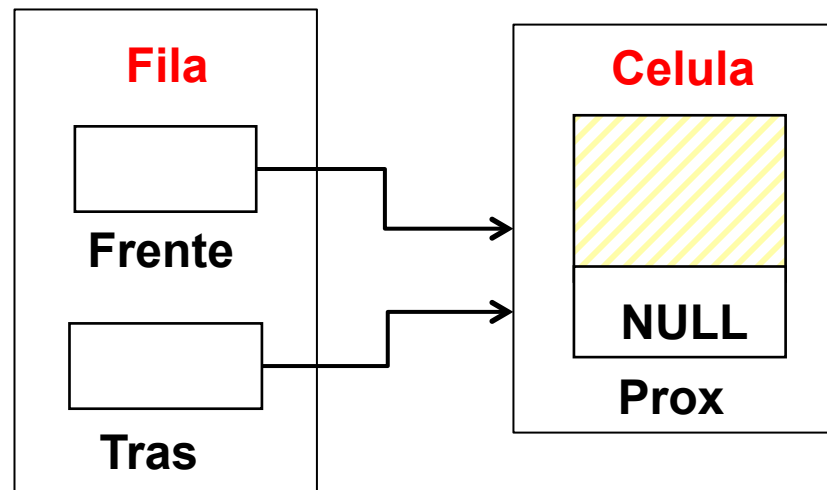 Fila
Frente
Tras
Celula
NULL
Prox